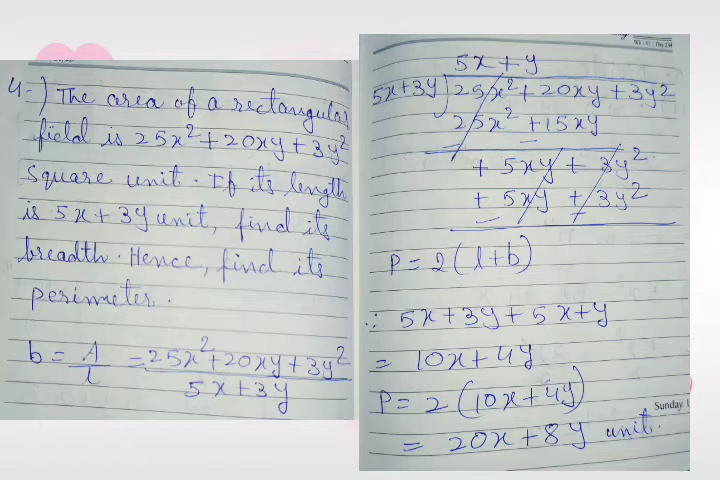 4-) The area of a rectangular
field is 25x² + 20xy + 3y²
square unit. If its length
is 5x + 3y unit, find its
breadth. Hence, find its
perimeter.
b = A/l = 25x² + 20xy + 3y² / 5x + 3y
5x + y
5x+3y ) 25x² + 20xy + 3y²
25x² + 15xy
− −
+ 5xy + 3y²
+ 5xy + 3y²
− −
P = 2 (l + b)
∴ 5x + 3y + 5x + y
= 10x + 4y
P = 2 (10x + 4y)
Sunday
= 20x + 8y unit.